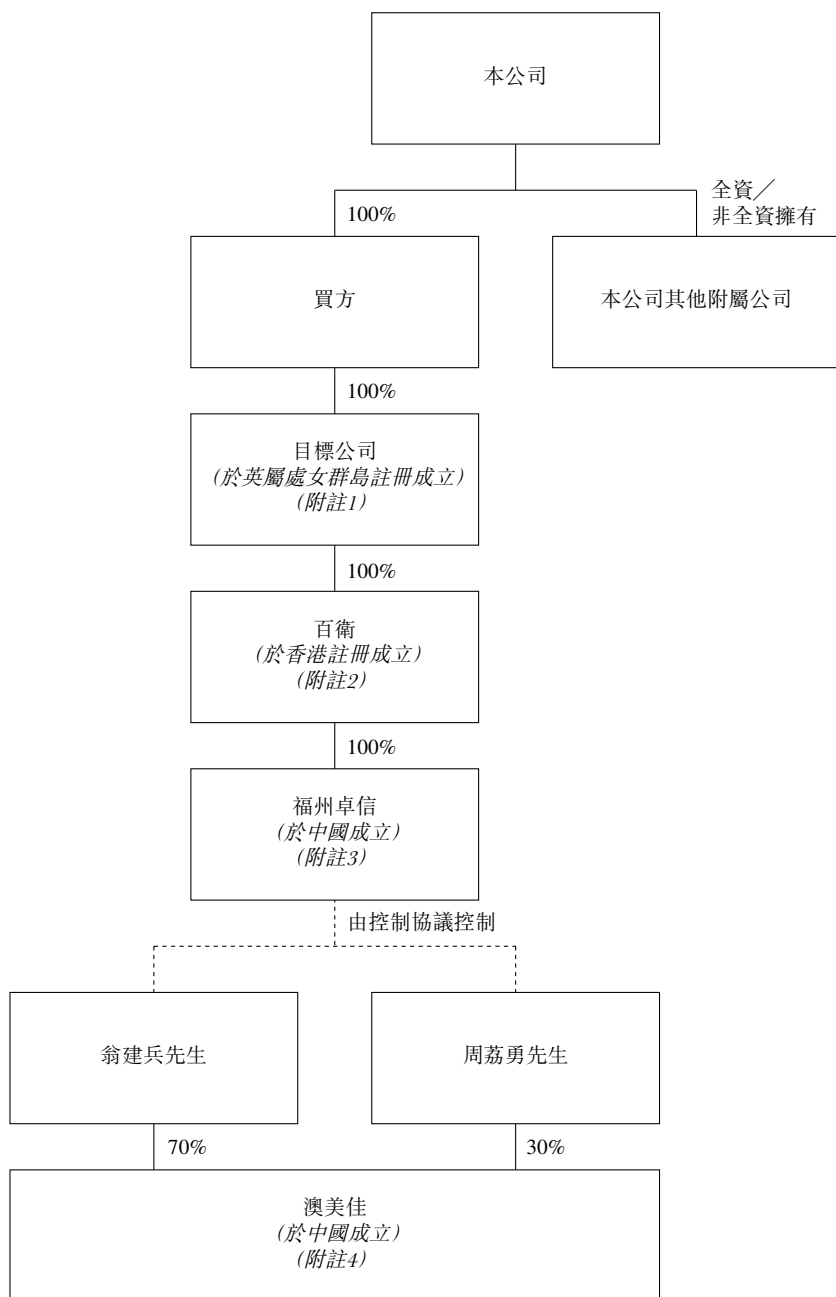 本公司
全資╱
非全資擁有
100%
買方
本公司其他附屬公司
100%
目標公司
(於英屬處女群島註冊成立)
(附註1)
100%
百衛
(於香港註冊成立)
(附註2)
100%
福州卓信
(於中國成立)
(附註3)
由控制協議控制
翁建兵先生
周荔勇先生
70%
30%
澳美佳
(於中國成立)
(附註4)